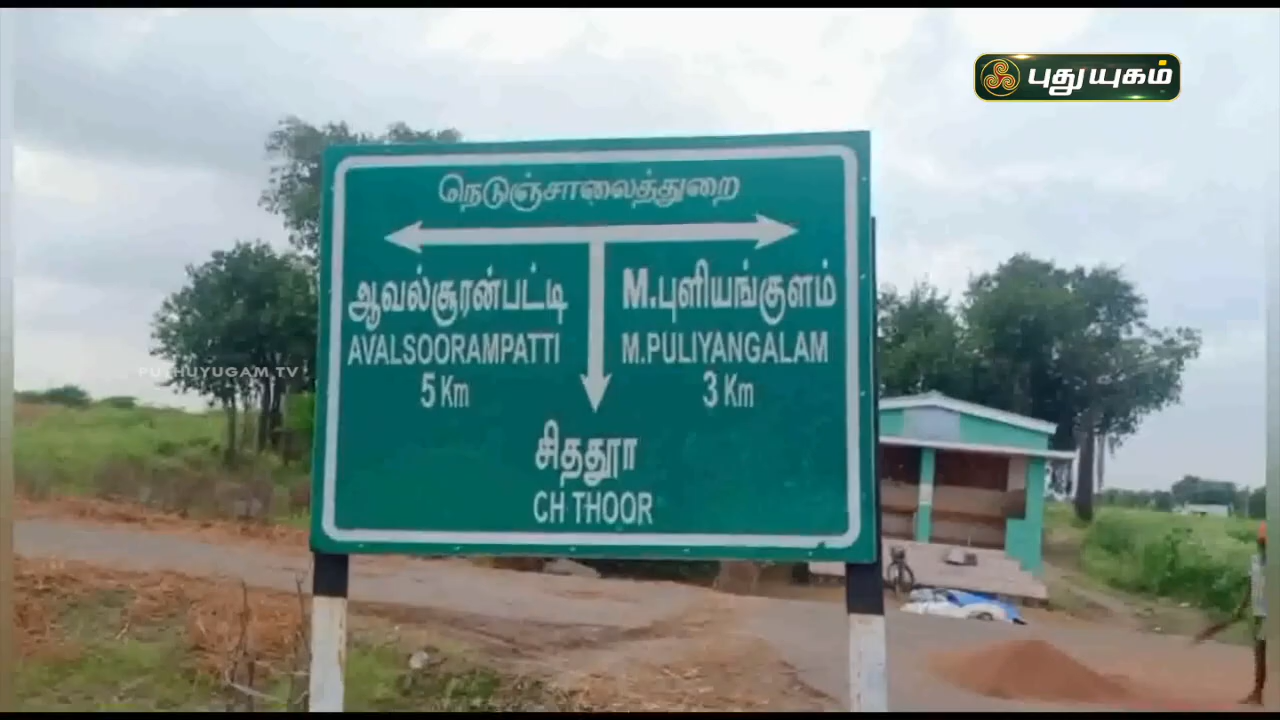 புதுயுகம்
நெடுஞ்சாலைத்துறை
ஆவல்சூரன்பட்டி
AVALSOORAMPATTI
5 Km
M.புளியங்குளம்
M.PULIYANGALAM
3 Km
PUTHUYUGAM TV
சிததூர
CH THOOR